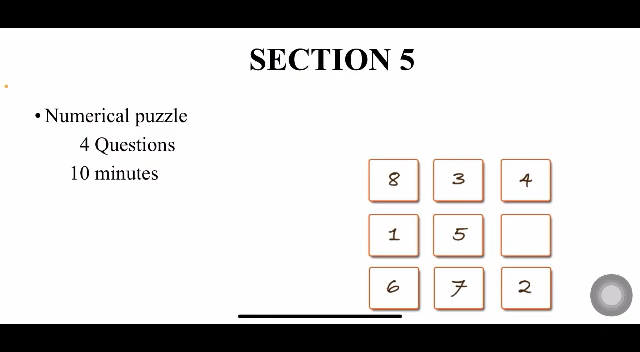 SECTION 5
• Numerical puzzle
4 Questions
10 minutes
8 3 4
1 5
6 7 2